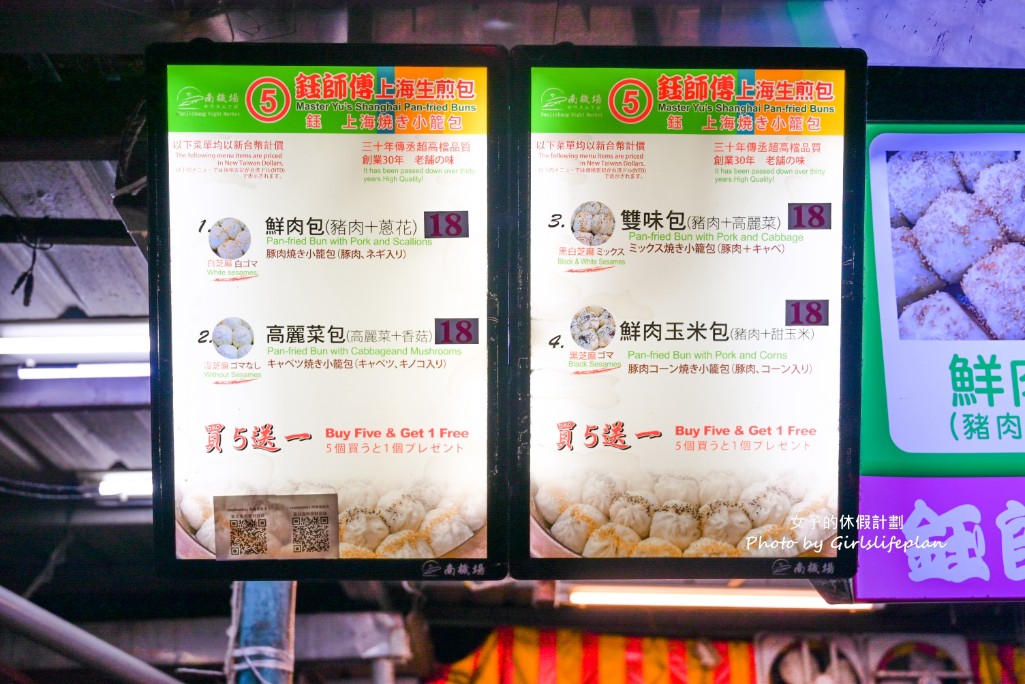 南機場
Nanjichang Night Market
5
鈺師傅上海生煎包
Master Yu's Shanghai Pan-fried Buns
鈺 上海焼き小龍包
以下菜單均以新台幣計價
The following menu items are priced
in New Taiwan Dollars.
三十年傳丞超高檔品質
創業30年 老舗の味
It has been passed down over thirty
years High Quality!
1. 鮮肉包(豬肉+蔥花) 18
Pan-fried Bun with Pork and Scallions
豚肉焼き小籠包(豚肉、ネギ入り)
白芝麻 白ゴマ
White sesames
2. 高麗菜包(高麗菜+香菇) 18
Pan-fried Bun with Cabbageand Mushrooms
キャベツ焼き小龍包(キャベツ、キノコ入り)
沒芝麻 ゴマなし
Without Sesames
買5送一
Buy Five & Get 1 Free
5個買うと1個プレゼント
南機場
南機場
Nanjichang Night Market
5
鈺師傅上海生煎包
Master Yu's Shanghai Pan-fried Buns
鈺 上海焼き小龍包
以下菜單均以新台幣計價
The following menu items are priced
in New Taiwan Dollars.
三十年傳丞超高檔品質
創業30年 老舗の味
It has been passed down over thirty
years High Quality!
3. 雙味包(豬肉+高麗菜) 18
Pan-fried Bun with Pork and Cabbage
ミックス焼き小龍包(豚肉+キャベ)
黑白芝麻 ミックス
Black & White Sesames
4. 鮮肉玉米包(豬肉+甜玉米) 18
Pan-fried Bun with Pork and Corns
豚肉コーン焼き小龍包(豚肉、コーン入り)
黑芝麻 ゴマ
Black Sesames
買5送一
Buy Five & Get 1 Free
5個買うと1個プレゼント
南機場
女子的休假計劃
Photo by Girlslifeplan
鮮
(豬肉
鈺